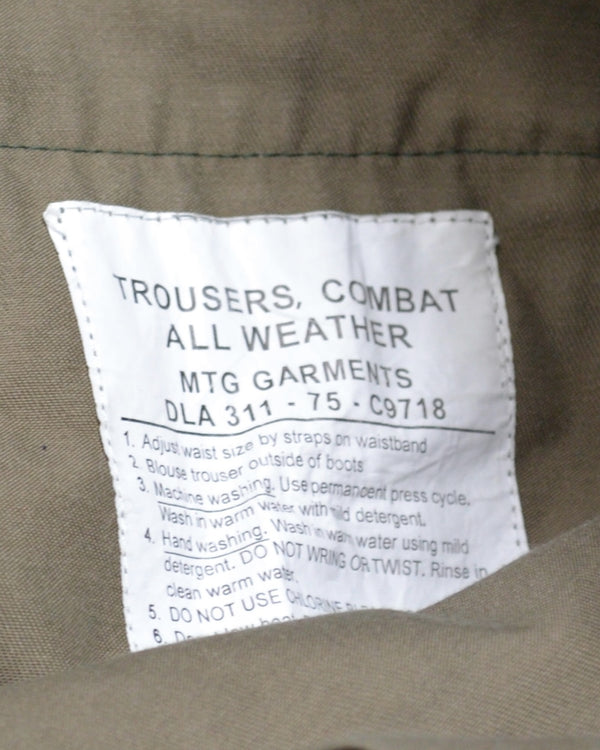 TROUSERS, COMBAT
ALL WEATHER
MTG GARMENTS
DLA 311 - 75 - C9718
1. Adjust waist size by straps on waistband
2. Blouse trouser outside of boots
3. Machine washing. Use permanent press cycle.
Wash in warm water with mild detergent.
4. Hand washing. Wash in warm water using mild
detergent. DO NOT WRING OR TWIST. Rinse in
clean warm water.
5. DO NOT USE CHLORINE
6.